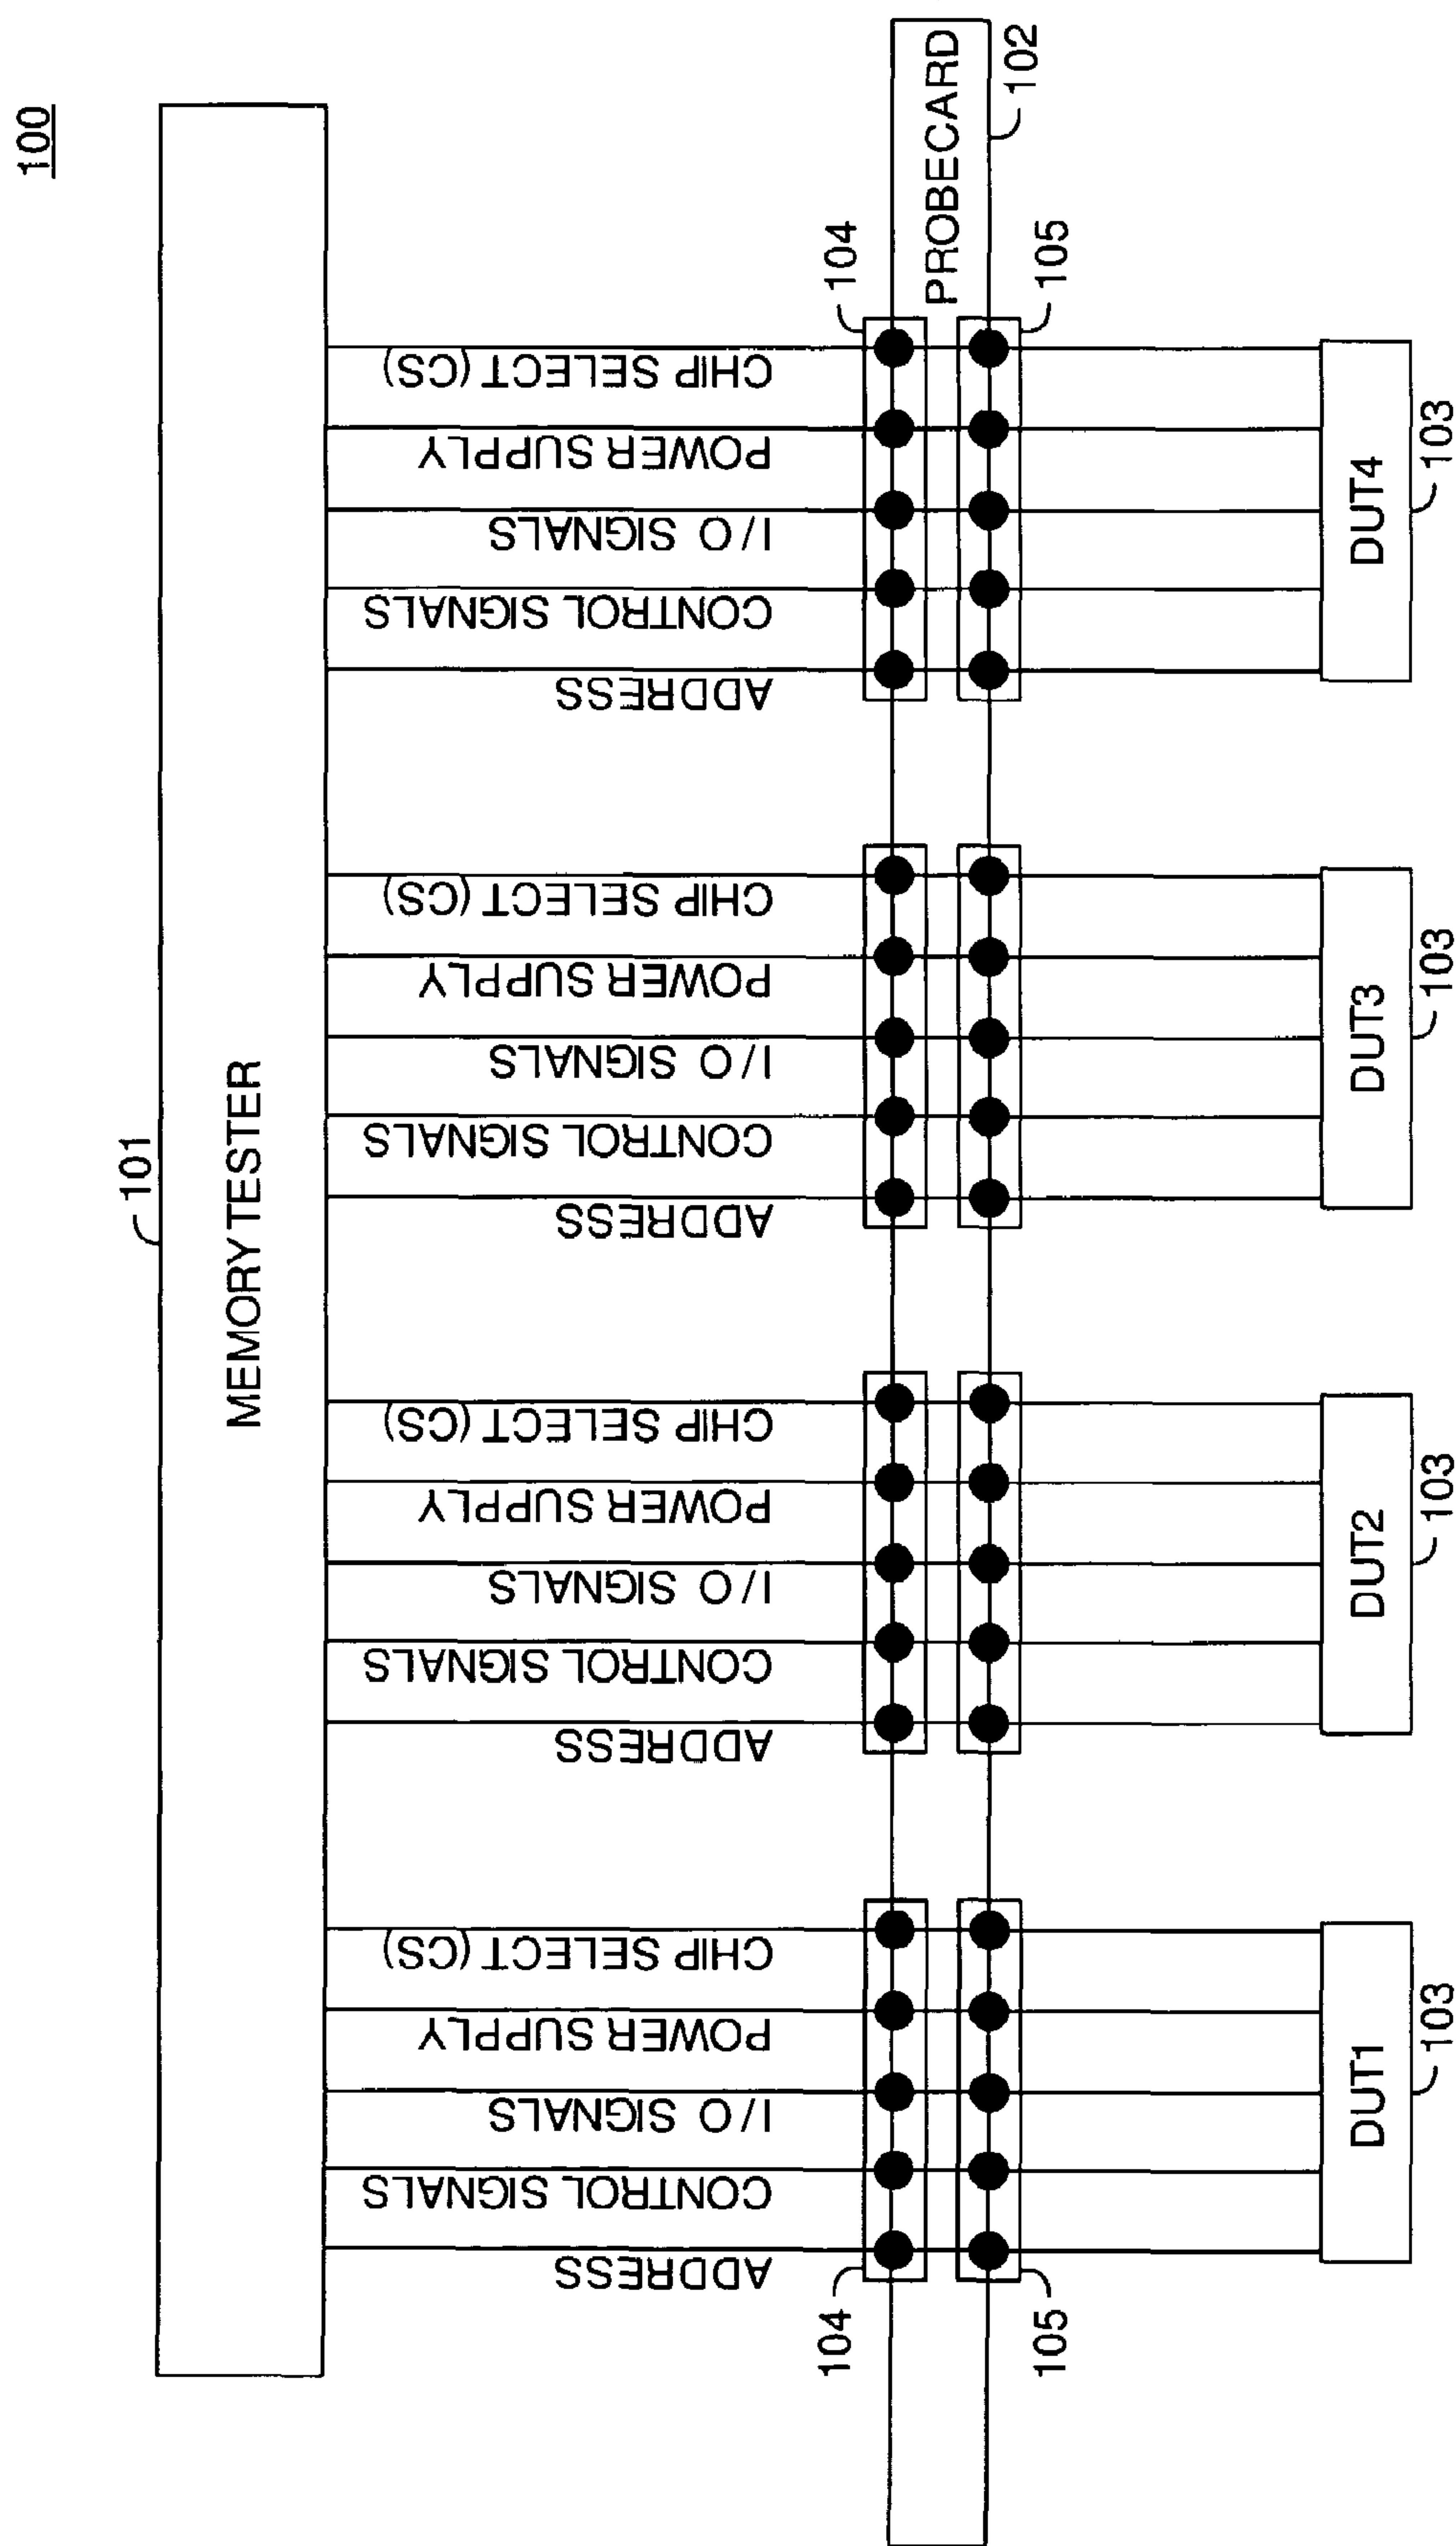 100
101
MEMORY TESTER
ADDRESS
CONTROL SIGNALS
I/O SIGNALS
POWER SUPPLY
CHIP SELECT (CS)
ADDRESS
CONTROL SIGNALS
I/O SIGNALS
POWER SUPPLY
CHIP SELECT (CS)
ADDRESS
CONTROL SIGNALS
I/O SIGNALS
POWER SUPPLY
CHIP SELECT (CS)
ADDRESS
CONTROL SIGNALS
I/O SIGNALS
POWER SUPPLY
CHIP SELECT (CS)
104
104
PROBECARD
102
105
105
DUT1
DUT2
DUT3
DUT4
103
103
103
103